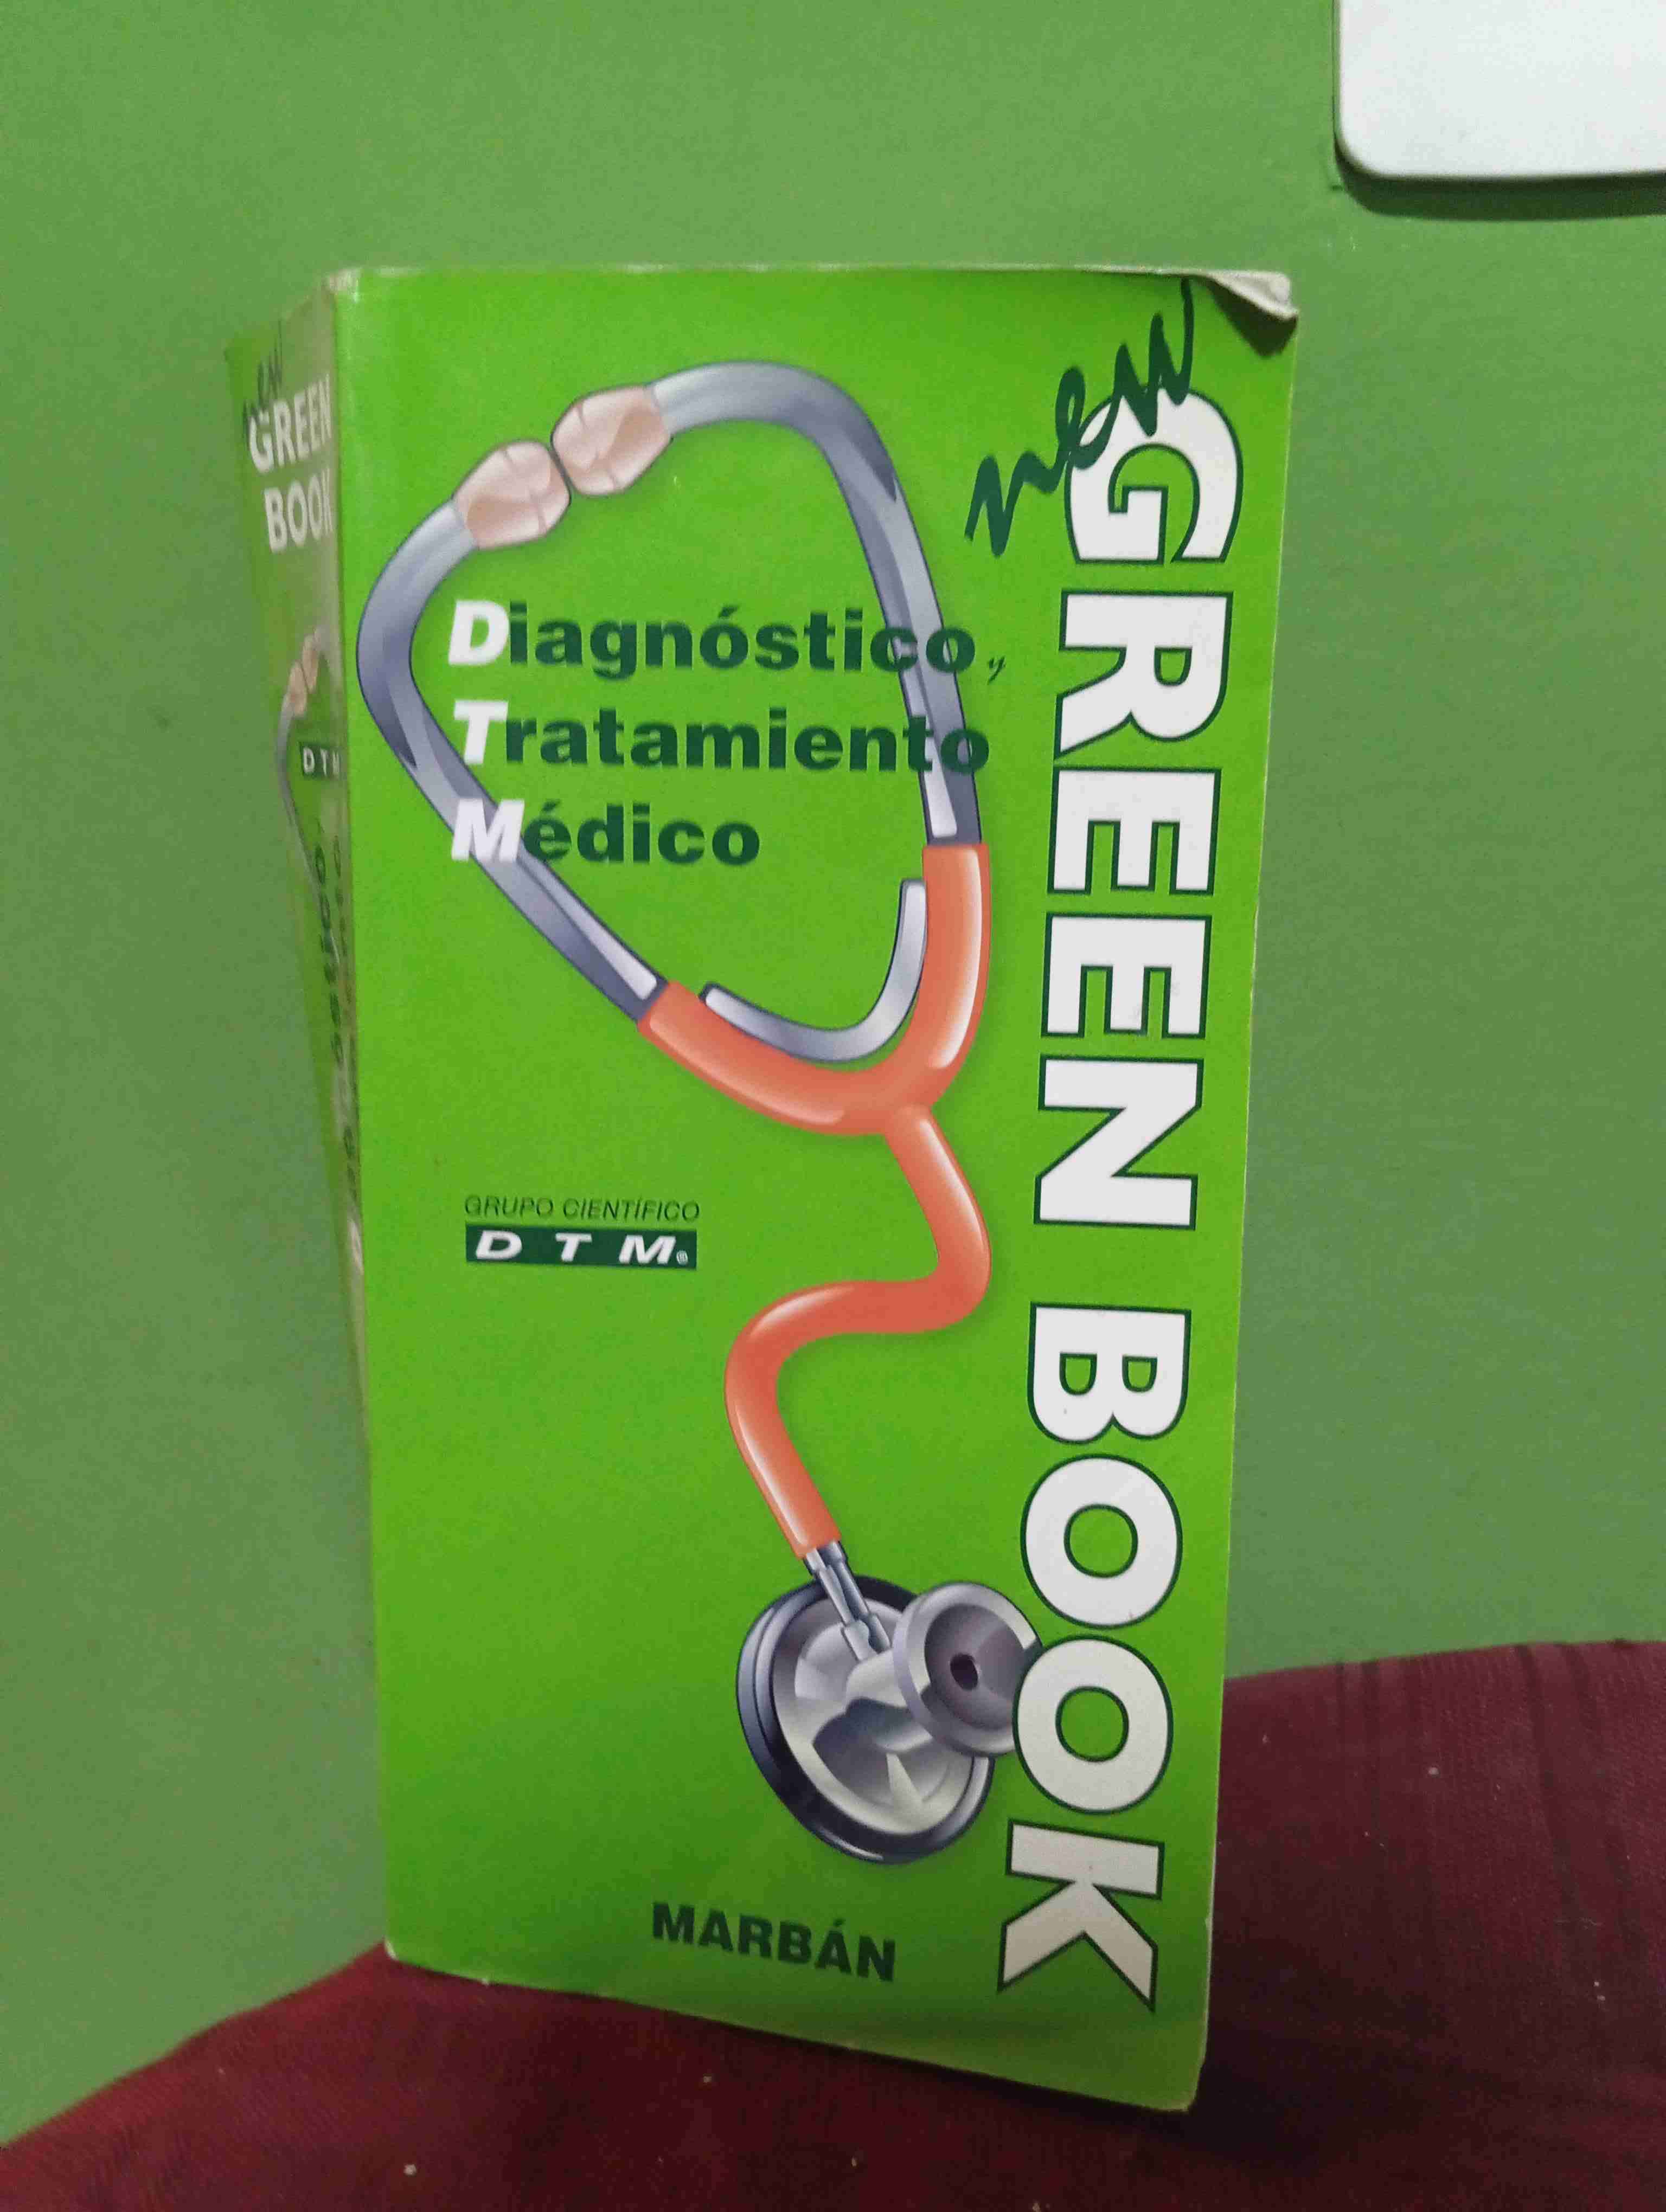 new
GREEN BOOK
Diagnóstico y
Tratamiento
Médico
GRUPO CIENTÍFICO
DTM®
MARBÁN
GREEN
BOOK
DTM